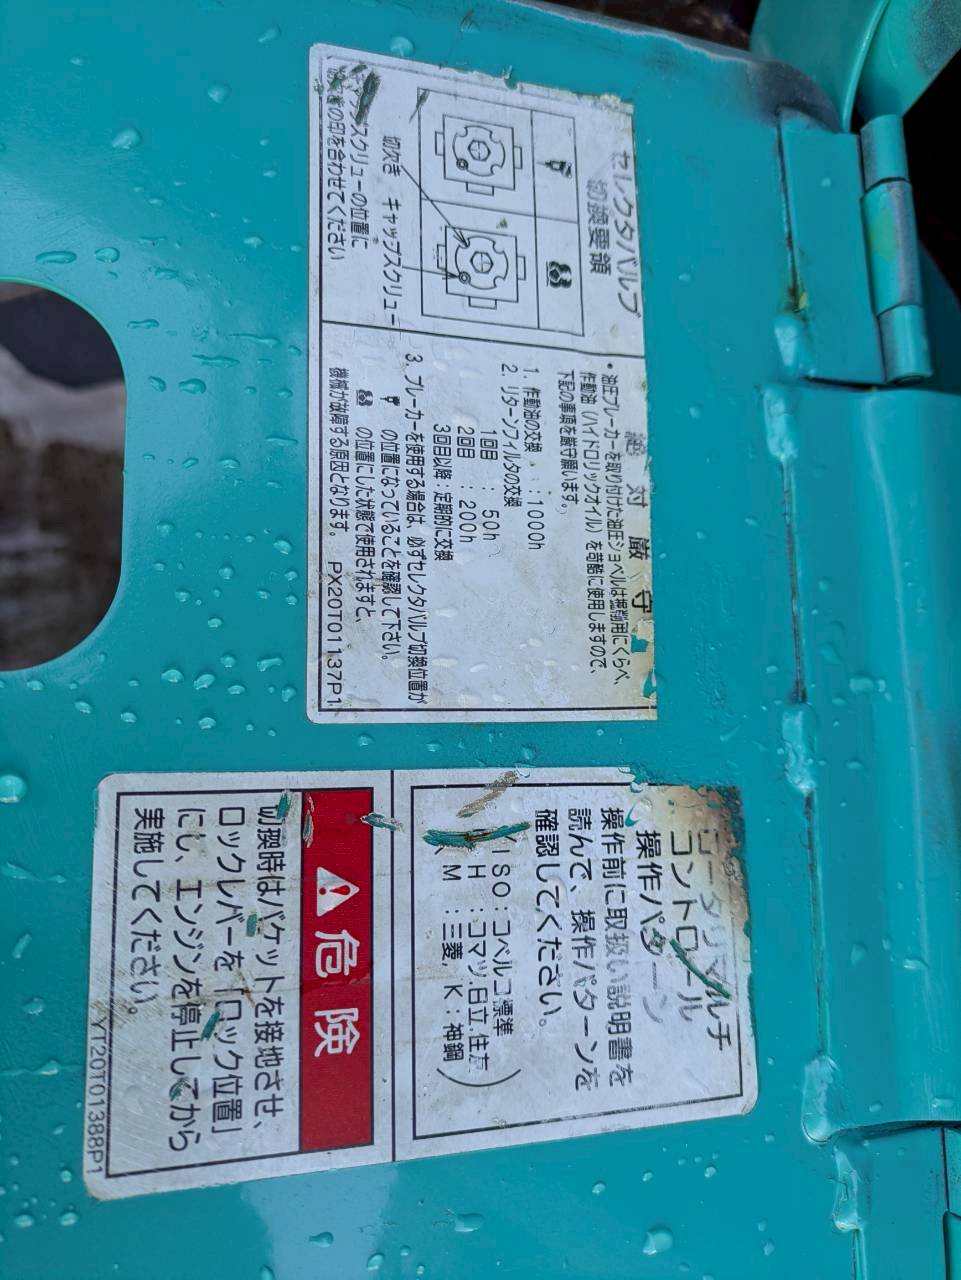 セレクタバルブ
切換要領
切欠き キャップスクリュー
スクリューの位置に
の印を合わせてください
絶対厳守
・油圧ブレーカーを取り付けた油圧ショベルは掘削用にくらべ、
作動油（ハイドロリックオイル）を苛酷に使用しますので、
下記の事項を厳守願います。
1. 作動油の交換 : 1000h
2. リターンフィルタの交換
1回目 : 50h
2回目 : 200h
3回目以降 : 定期的に交換
3. ブレーカーを使用する場合は、必ずセレクタバルブ切換位置が
の位置になっていることを確認して下さい。
の位置にした状態で使用されますと、
機械が故障する原因となります。
PX20T01137P1
ロータリマルチ
コントロール
操作パターン
操作前に取扱い説明書を
読んで、操作パターンを
確認してください。
(ISO : コベルコ標準
H : コマツ,日立,住友
M : 三菱, K : 神鋼)
危険
切換時はバケットを接地させ、
ロックレバーを「ロック位置」
にし、エンジンを停止してから
実施してください。
YT20T01388P1